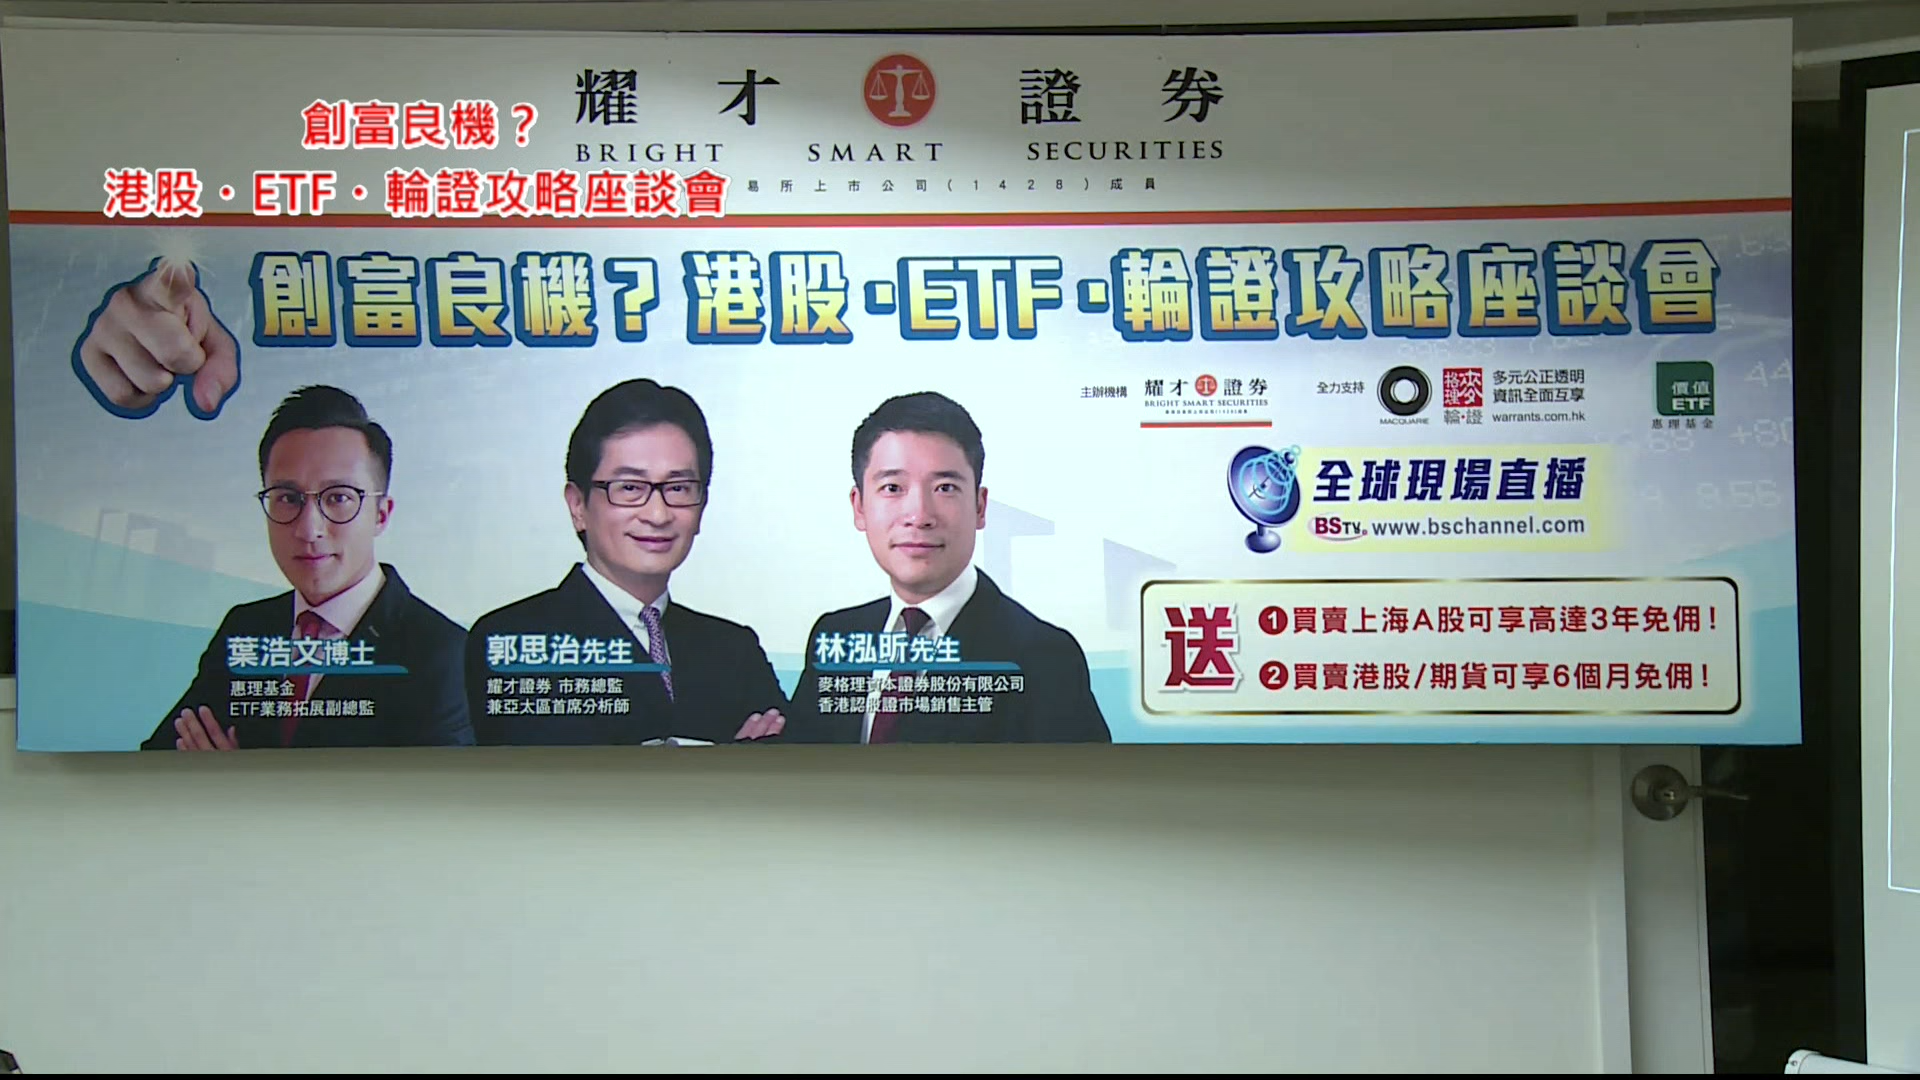 耀才證券
BRIGHT SMART SECURITIES
易所上市公司(1428)成員
創富良機？
港股．ETF．輪證攻略座談會
創富良機？港股・ETF・輪證攻略座談會
主辦機構
耀才證券
BRIGHT SMART SECURITIES
全力支持
MACQUARIE
麥格理
輪・證
多元公正透明
資訊全面互享
warrants.com.hk
價值
ETF
惠理基金
全球現場直播
BSTV www.bschannel.com
葉浩文博士
惠理基金
ETF業務拓展副總監
郭思治先生
耀才證券 市務總監
兼亞太區首席分析師
林泓昕先生
麥格理資本證券股份有限公司
香港認股證市場銷售主管
送
❶買賣上海A股可享高達3年免佣！
❷買賣港股/期貨可享6個月免佣！